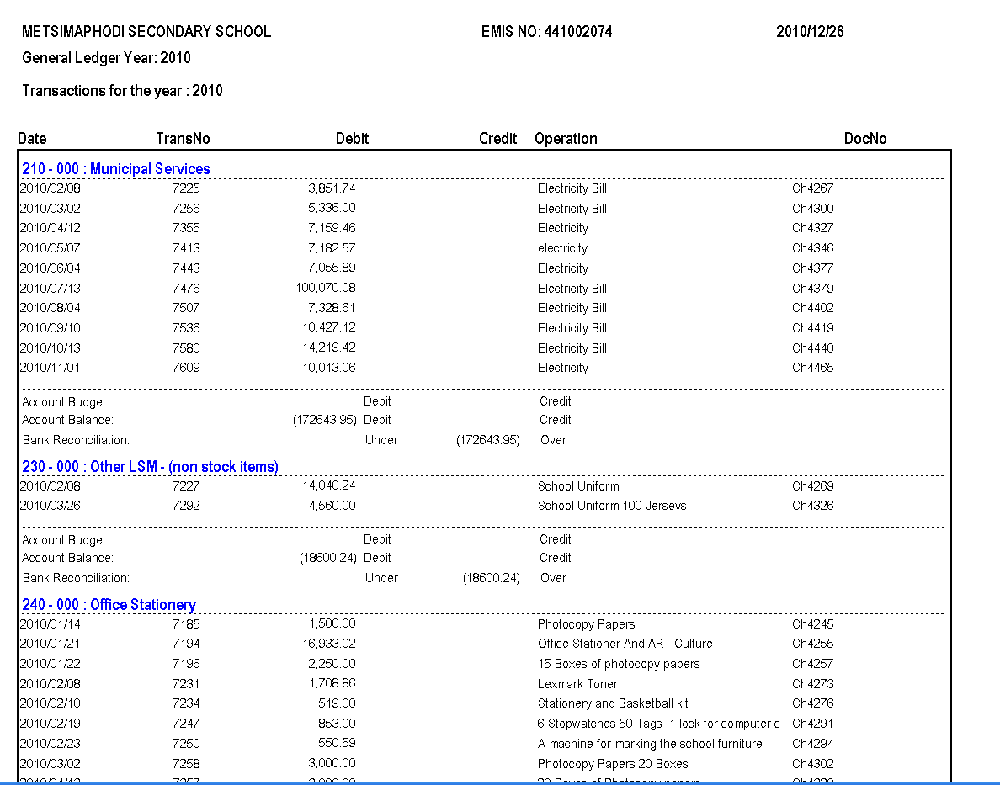 METSIMAPHODI SECONDARY SCHOOL EMIS NO: 441002074 2010/12/26
General Ledger Year: 2010
Transactions for the year : 2010
Date TransNo Debit Credit Operation DocNo
210 - 000 : Municipal Services
2010/02/08 7225 3,851.74 Electricity Bill Ch4267
2010/03/02 7256 5,336.00 Electricity Bill Ch4300
2010/04/12 7355 7,159.46 Electricity Ch4327
2010/05/07 7413 7,182.57 electricity Ch4346
2010/06/04 7443 7,055.89 Electricity Ch4377
2010/07/13 7476 100,070.08 Electricity Bill Ch4379
2010/08/04 7507 7,328.61 Electricity Bill Ch4402
2010/09/10 7536 10,427.12 Electricity Bill Ch4419
2010/10/13 7580 14,219.42 Electricity Bill Ch4440
2010/11/01 7609 10,013.06 Electricity Ch4465
Account Budget: Debit Credit
Account Balance: (172643.95) Debit Credit
Bank Reconciliation: Under (172643.95) Over
230 - 000 : Other LSM - (non stock items)
2010/02/08 7227 14,040.24 School Uniform Ch4269
2010/03/26 7292 4,560.00 School Uniform 100 Jerseys Ch4326
Account Budget: Debit Credit
Account Balance: (18600.24) Debit Credit
Bank Reconciliation: Under (18600.24) Over
240 - 000 : Office Stationery
2010/01/14 7185 1,500.00 Photocopy Papers Ch4245
2010/01/21 7194 16,933.02 Office Stationer And ART Culture Ch4255
2010/01/22 7196 2,250.00 15 Boxes of photocopy papers Ch4257
2010/02/08 7231 1,708.86 Lexmark Toner Ch4273
2010/02/10 7234 519.00 Stationery and Basketball kit Ch4276
2010/02/19 7247 853.00 6 Stopwatches 50 Tags 1 lock for computer c Ch4291
2010/02/23 7250 550.59 A machine for marking the school furniture Ch4294
2010/03/02 7258 3,000.00 Photocopy Papers 20 Boxes Ch4302